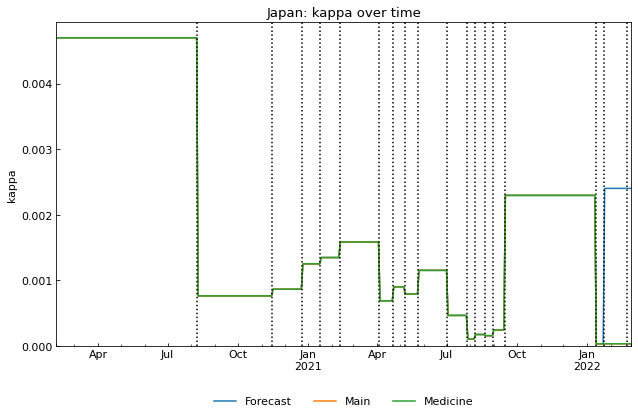 Japan: kappa over time
kappa
0.004
0.003
0.002
0.001
0.000
Apr Jul Oct Jan Apr Jul Oct Jan
2021 2022
Forecast Main Medicine